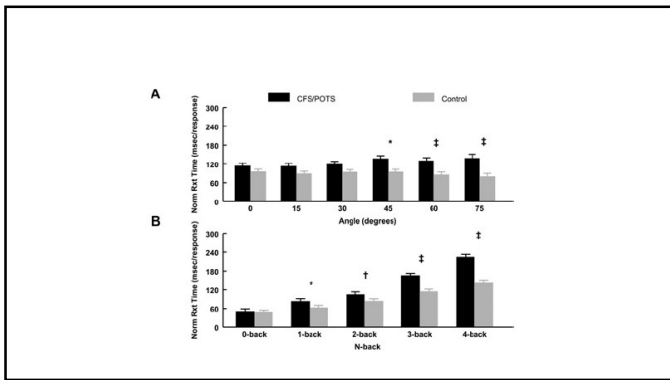 A
CFS/POTS
Control
Norm Rxt Time (msec/response)
300
240
180
120
60
0
*
‡
‡
0
15
30
45
60
75
Angle (degrees)
B
Norm Rxt Time (msec/response)
300
240
180
120
60
0
*
†
‡
‡
0-back
1-back
2-back
3-back
4-back
N-back